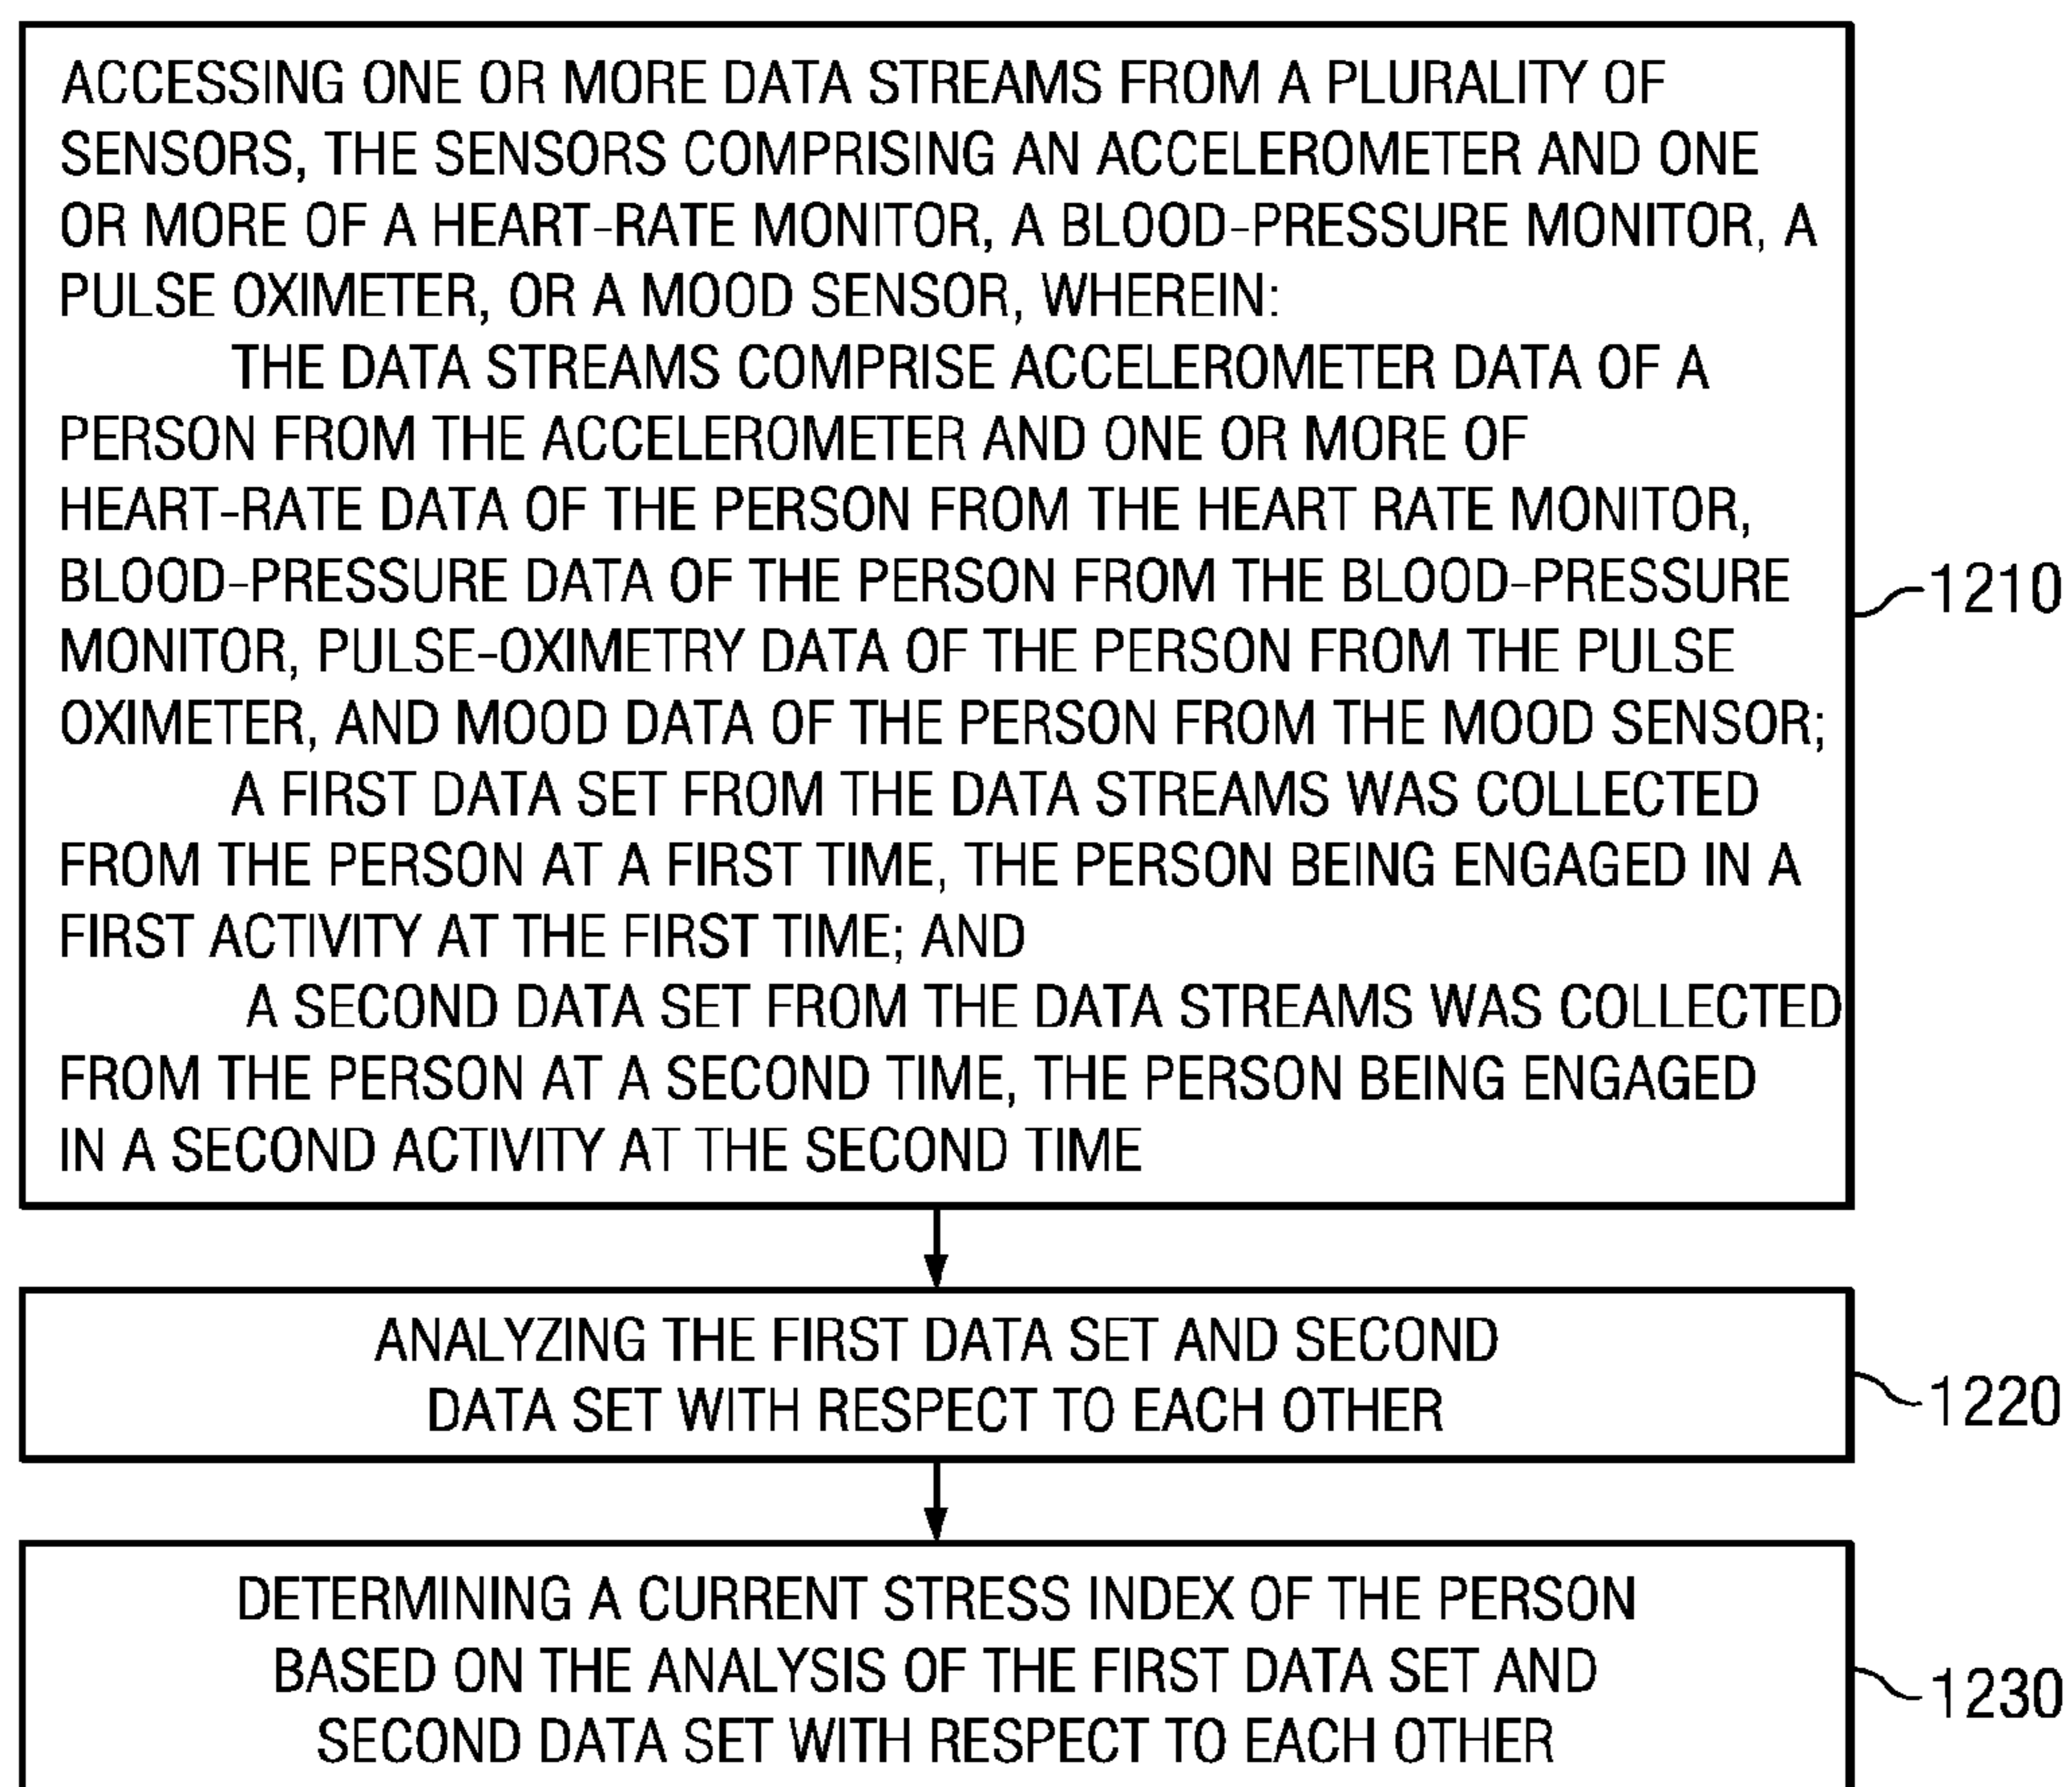 ACCESSING ONE OR MORE DATA STREAMS FROM A PLURALITY OF
SENSORS, THE SENSORS COMPRISING AN ACCELEROMETER AND ONE
OR MORE OF A HEART-RATE MONITOR, A BLOOD-PRESSURE MONITOR, A
PULSE OXIMETER, OR A MOOD SENSOR, WHEREIN:
THE DATA STREAMS COMPRISE ACCELEROMETER DATA OF A
PERSON FROM THE ACCELEROMETER AND ONE OR MORE OF
HEART-RATE DATA OF THE PERSON FROM THE HEART RATE MONITOR,
BLOOD-PRESSURE DATA OF THE PERSON FROM THE BLOOD-PRESSURE
MONITOR, PULSE-OXIMETRY DATA OF THE PERSON FROM THE PULSE
OXIMETER, AND MOOD DATA OF THE PERSON FROM THE MOOD SENSOR;
A FIRST DATA SET FROM THE DATA STREAMS WAS COLLECTED
FROM THE PERSON AT A FIRST TIME, THE PERSON BEING ENGAGED IN A
FIRST ACTIVITY AT THE FIRST TIME; AND
A SECOND DATA SET FROM THE DATA STREAMS WAS COLLECTED
FROM THE PERSON AT A SECOND TIME, THE PERSON BEING ENGAGED
IN A SECOND ACTIVITY AT THE SECOND TIME
1210
ANALYZING THE FIRST DATA SET AND SECOND
DATA SET WITH RESPECT TO EACH OTHER
1220
DETERMINING A CURRENT STRESS INDEX OF THE PERSON
BASED ON THE ANALYSIS OF THE FIRST DATA SET AND
SECOND DATA SET WITH RESPECT TO EACH OTHER
1230